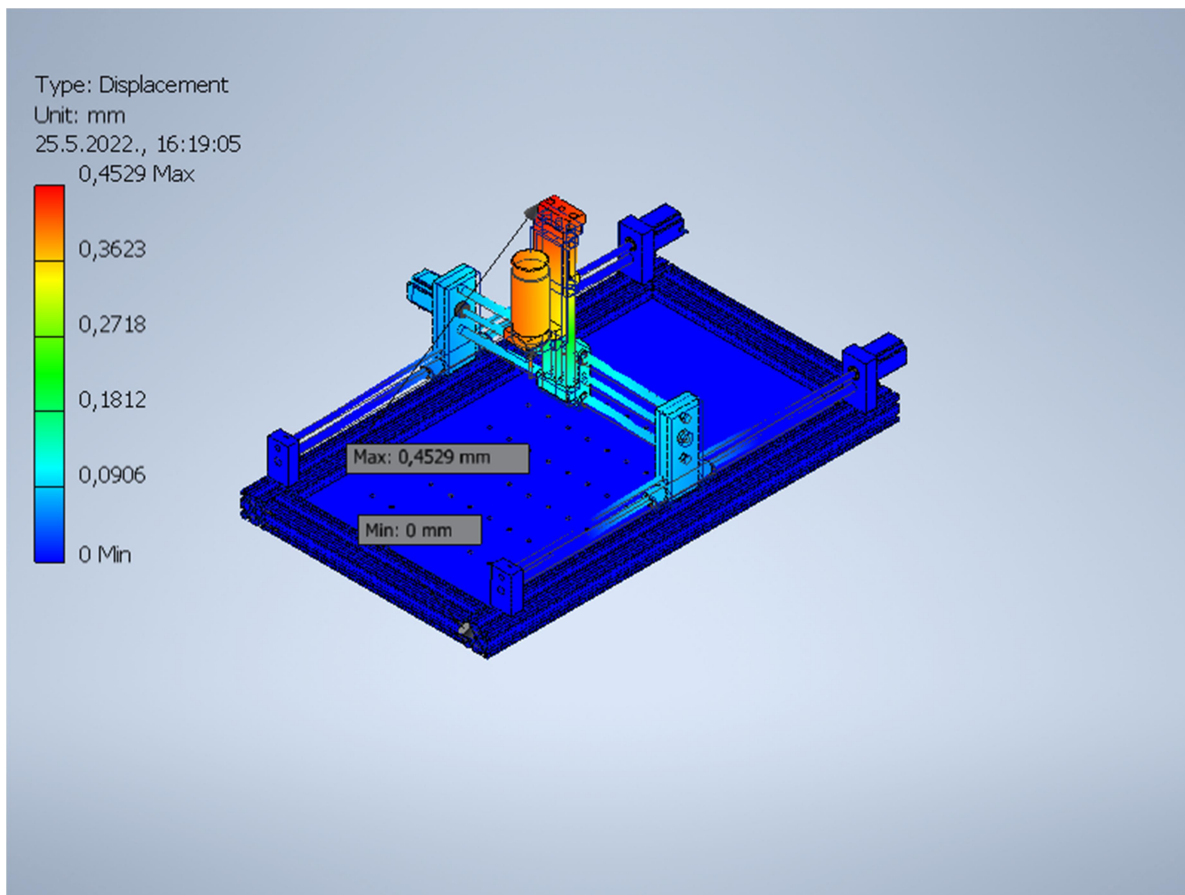 Type: Displacement
Unit: mm
25.5.2022., 16:19:05
0,4529 Max
0,3623
0,2718
0,1812
0,0906
0 Min
Max: 0,4529 mm
Min: 0 mm